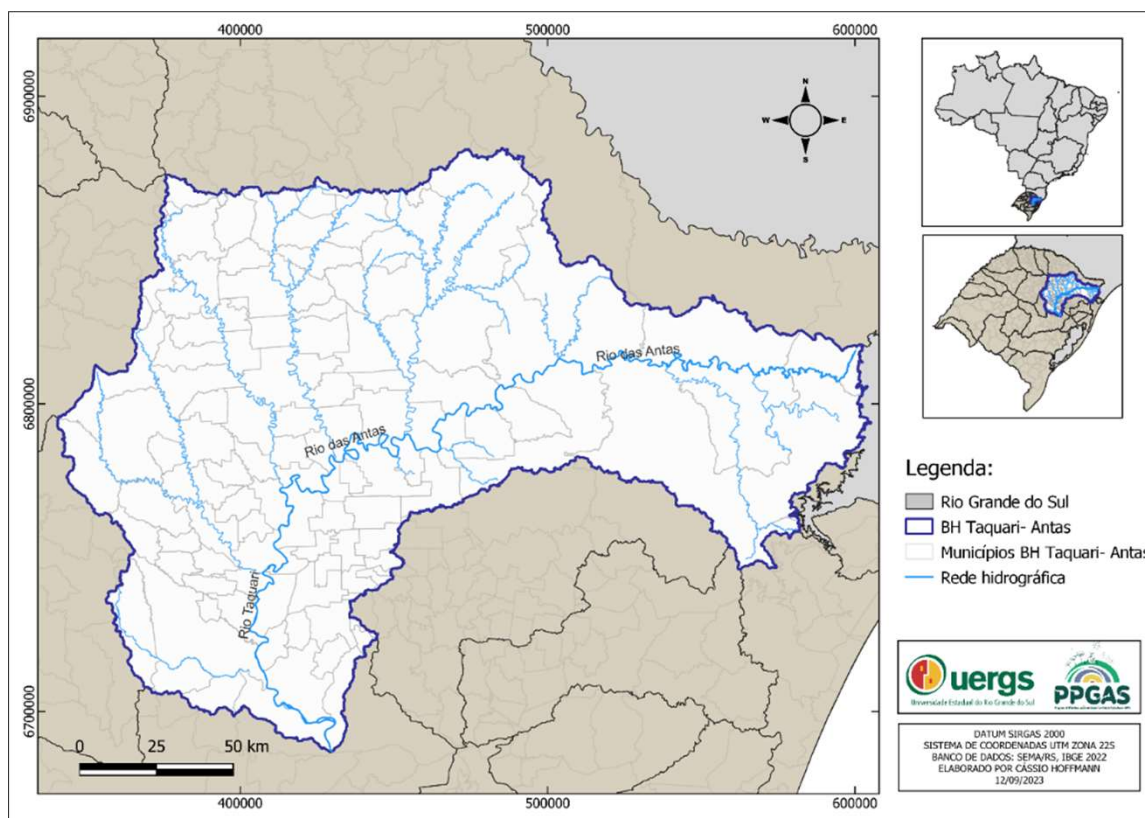 400000
500000
600000
6900000
6800000
6700000
N
W
E
S
Rio das Antas
Rio das Antas
Rio Taquari
0
25
50 km
400000
500000
600000
Legenda:
Rio Grande do Sul
BH Taquari- Antas
Municípios BH Taquari- Antas
Rede hidrográfica
uergs
Universidade Estadual do Rio Grande do Sul
PPGAS
DATUM SIRGAS 2000
SISTEMA DE COORDENADAS UTM ZONA 22S
BANCO DE DADOS: SEMA/RS, IBGE 2022
ELABORADO POR CÁSSIO HOFFMANN
12/09/2023